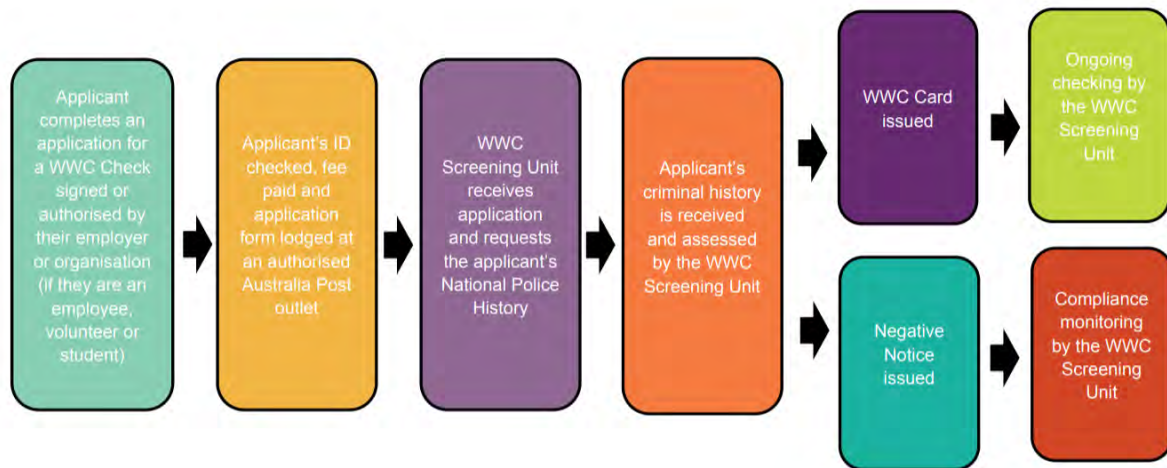 Applicant
completes an
application for
a WWC Check
signed or
authorised by
their employer
or organisation
(if they are an
employee,
volunteer or
student)
Applicant's ID
checked, fee
paid and
application
form lodged at
an authorised
Australia Post
outlet
WWC
Screening Unit
receives
application
and requests
the applicant's
National Police
History
Applicant's
criminal history
is received
and assessed
by the WWC
Screening Unit
WWC Card
issued
Ongoing
checking by
the WWC
Screening
Unit
Negative
Notice
issued
Compliance
monitoring
by the WWC
Screening
Unit